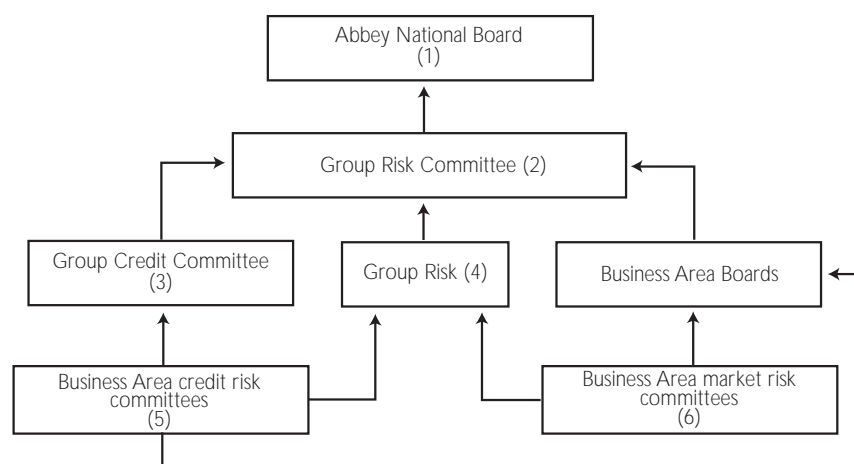 Abbey National Board
(1)
Group Risk Committee (2)
Group Credit Committee
(3)
Group Risk (4)
Business Area Boards
Business Area credit risk
committees
(5)
Business Area market risk
committees
(6)